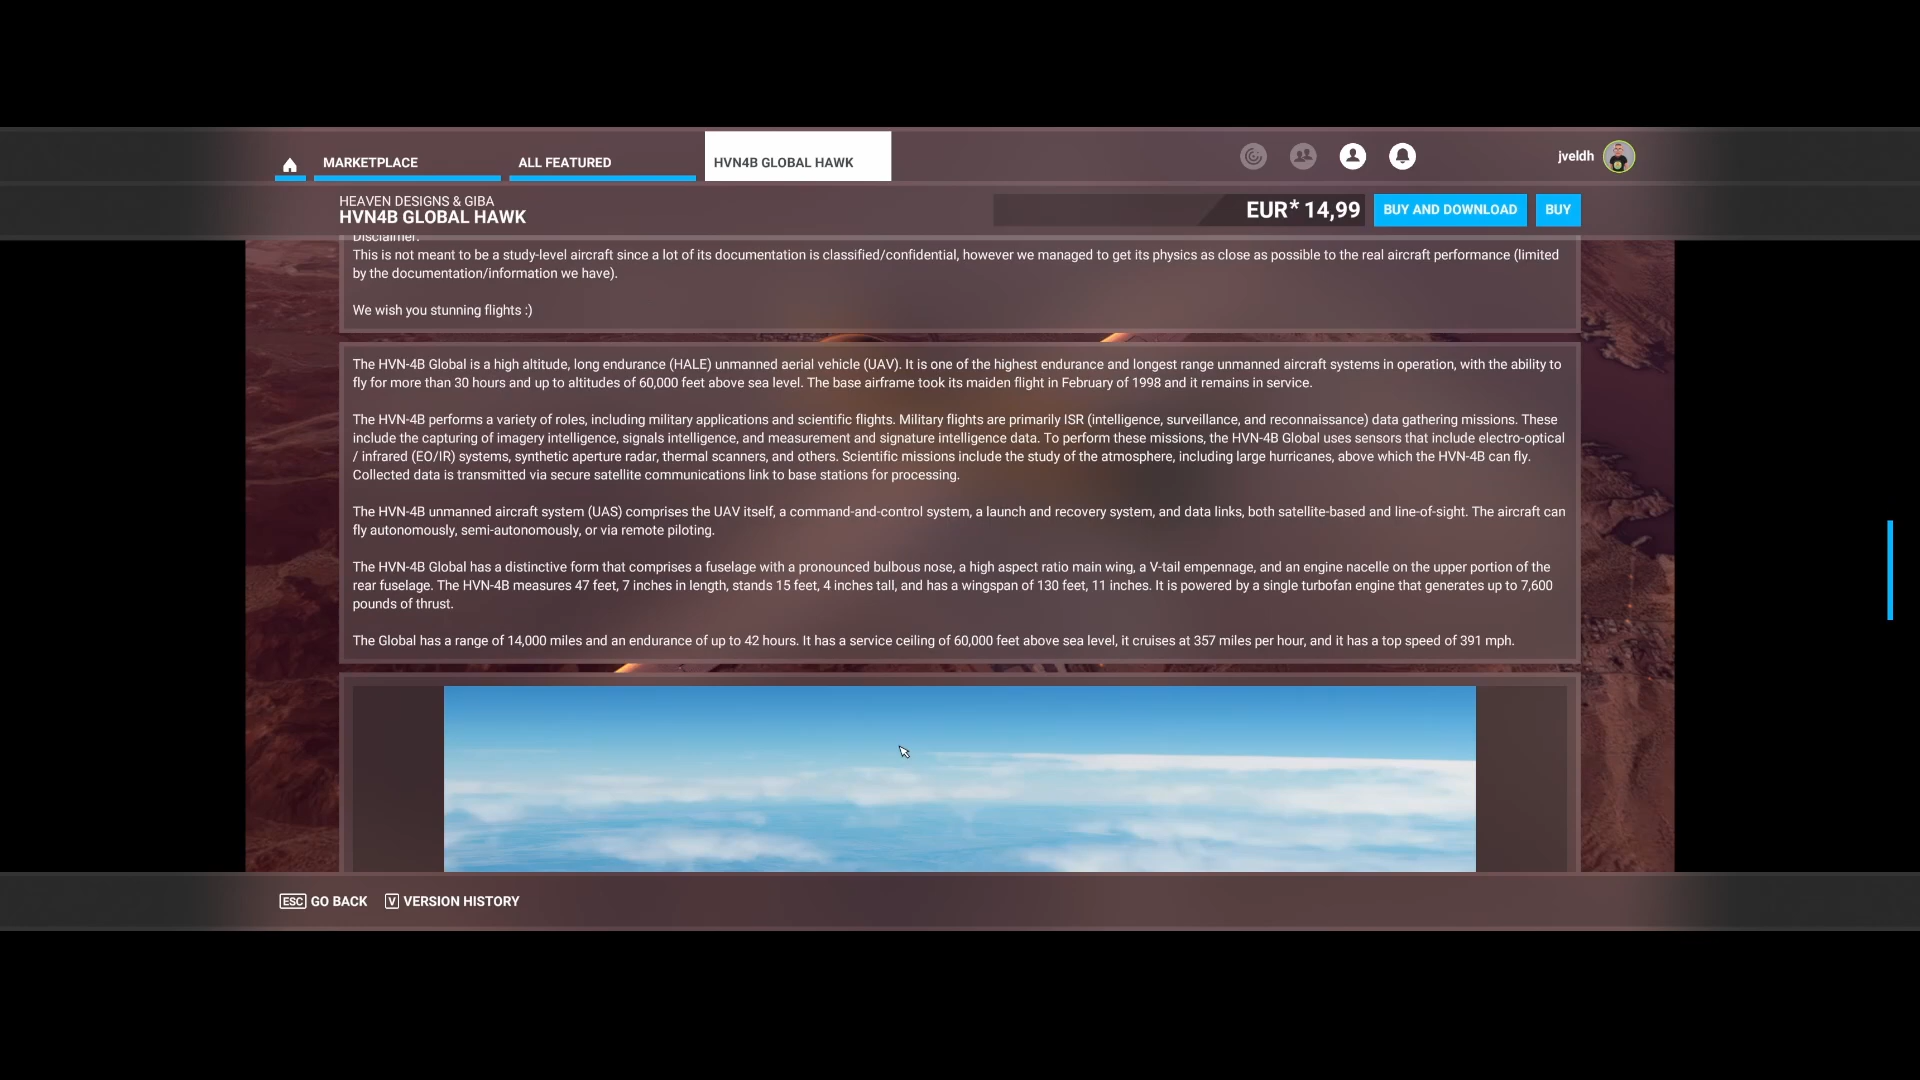 MARKETPLACE
ALL FEATURED
HVN4B GLOBAL HAWK
jveldh
HEAVEN DESIGNS & GIBA
HVN4B GLOBAL HAWK
EUR* 14,99
BUY AND DOWNLOAD
BUY
Disclaimer:
This is not meant to be a study-level aircraft since a lot of its documentation is classified/confidential, however we managed to get its physics as close as possible to the real aircraft performance (limited
by the documentation/information we have).
We wish you stunning flights :)
The HVN-4B Global is a high altitude, long endurance (HALE) unmanned aerial vehicle (UAV). It is one of the highest endurance and longest range unmanned aircraft systems in operation, with the ability to
fly for more than 30 hours and up to altitudes of 60,000 feet above sea level. The base airframe took its maiden flight in February of 1998 and it remains in service.
The HVN-4B performs a variety of roles, including military applications and scientific flights. Military flights are primarily ISR (intelligence, surveillance, and reconnaissance) data gathering missions. These
include the capturing of imagery intelligence, signals intelligence, and measurement and signature intelligence data. To perform these missions, the HVN-4B Global uses sensors that include electro-optical
/ infrared (EO/IR) systems, synthetic aperture radar, thermal scanners, and others. Scientific missions include the study of the atmosphere, including large hurricanes, above which the HVN-4B can fly.
Collected data is transmitted via secure satellite communications link to base stations for processing.
The HVN-4B unmanned aircraft system (UAS) comprises the UAV itself, a command-and-control system, a launch and recovery system, and data links, both satellite-based and line-of-sight. The aircraft can
fly autonomously, semi-autonomously, or via remote piloting.
The HVN-4B Global has a distinctive form that comprises a fuselage with a pronounced bulbous nose, a high aspect ratio main wing, a V-tail empennage, and an engine nacelle on the upper portion of the
rear fuselage. The HVN-4B measures 47 feet, 7 inches in length, stands 15 feet, 4 inches tall, and has a wingspan of 130 feet, 11 inches. It is powered by a single turbofan engine that generates up to 7,600
pounds of thrust.
The Global has a range of 14,000 miles and an endurance of up to 42 hours. It has a service ceiling of 60,000 feet above sea level, it cruises at 357 miles per hour, and it has a top speed of 391 mph.
ESC GO BACK
V VERSION HISTORY